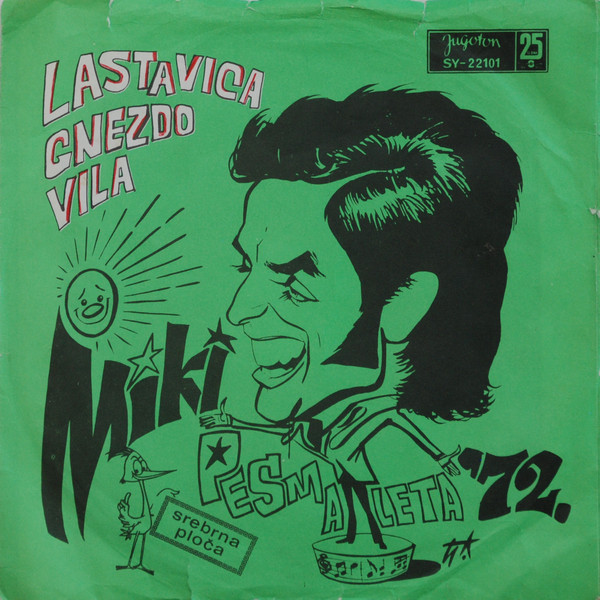 Jugoton
SY-22101
25
LASTAVICA
GNEZDO
VILA
Miki
PESMA LETA '72.
srebrna
ploča